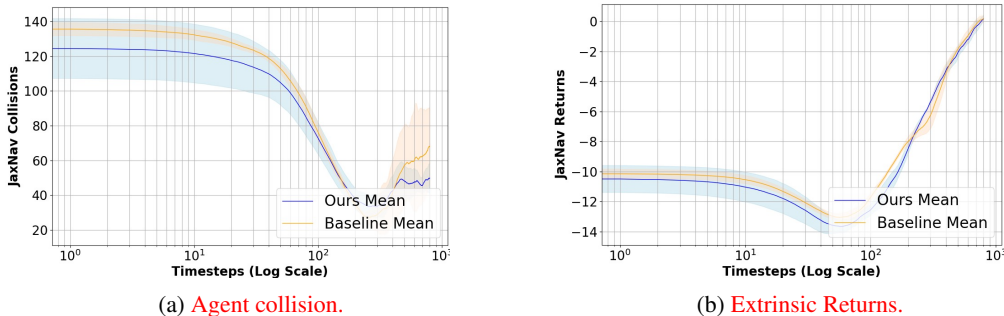 140
120
100
80
60
40
20
JaxNav Collisions
Ours Mean
Baseline Mean
10⁰
10¹
10²
10³
Timesteps (Log Scale)
(a) Agent collision.
0
−2
−4
−6
−8
−10
−12
−14
JaxNav Returns
Ours Mean
Baseline Mean
10⁰
10¹
10²
10³
Timesteps (Log Scale)
(b) Extrinsic Returns.